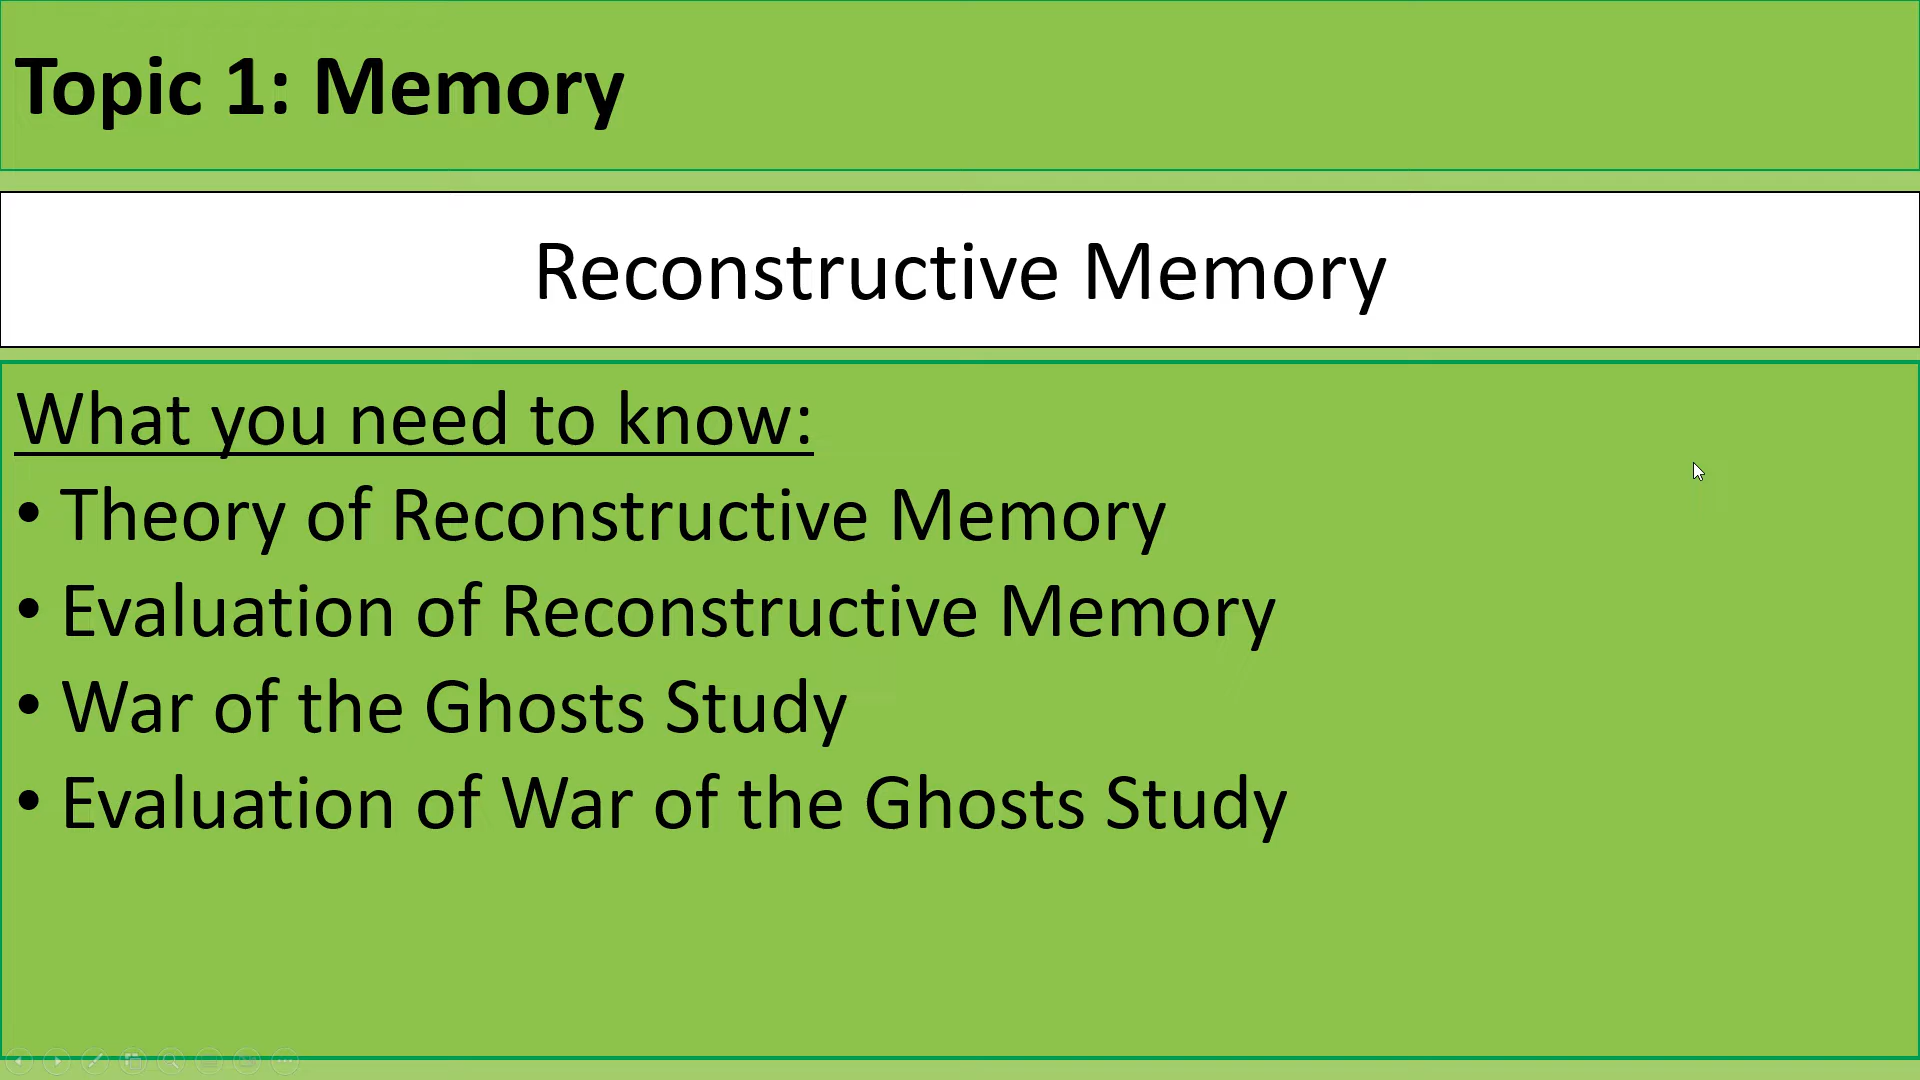 Topic 1: Memory
Reconstructive Memory
What you need to know:
• Theory of Reconstructive Memory
• Evaluation of Reconstructive Memory
• War of the Ghosts Study
• Evaluation of War of the Ghosts Study